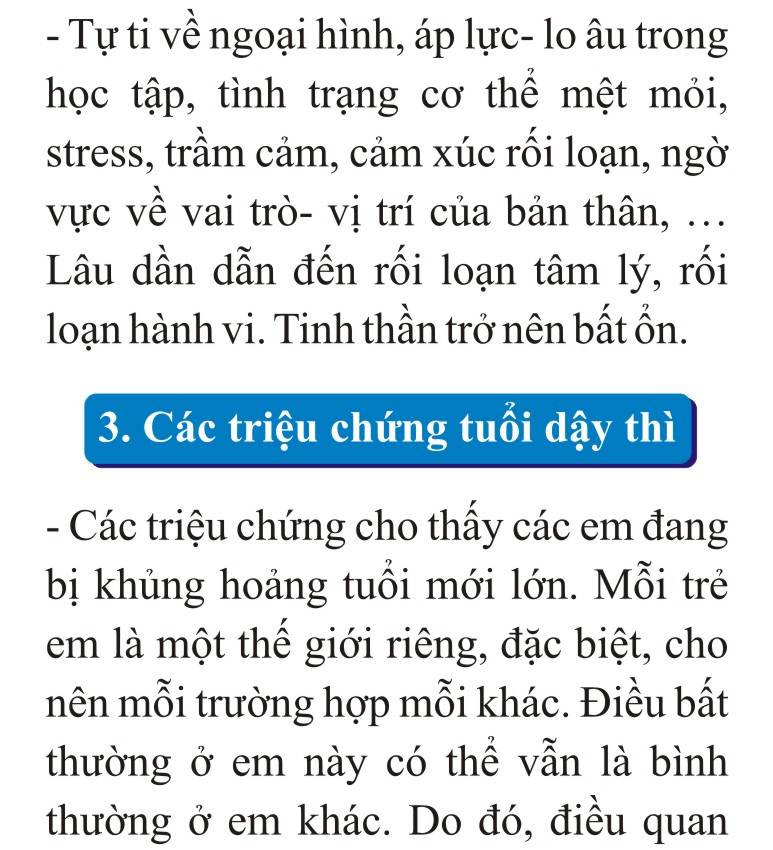 - Tự ti về ngoại hình, áp lực- lo âu trong
học tập, tình trạng cơ thể mệt mỏi,
stress, trầm cảm, cảm xúc rối loạn, ngờ
vực về vai trò- vị trí của bản thân, ...
Lâu dần dẫn đến rối loạn tâm lý, rối
loạn hành vi. Tinh thần trở nên bất ổn.
3. Các triệu chứng tuổi dậy thì
- Các triệu chứng cho thấy các em đang
bị khủng hoảng tuổi mới lớn. Mỗi trẻ
em là một thế giới riêng, đặc biệt, cho
nên mỗi trường hợp mỗi khác. Điều bất
thường ở em này có thể vẫn là bình
thường ở em khác. Do đó, điều quan